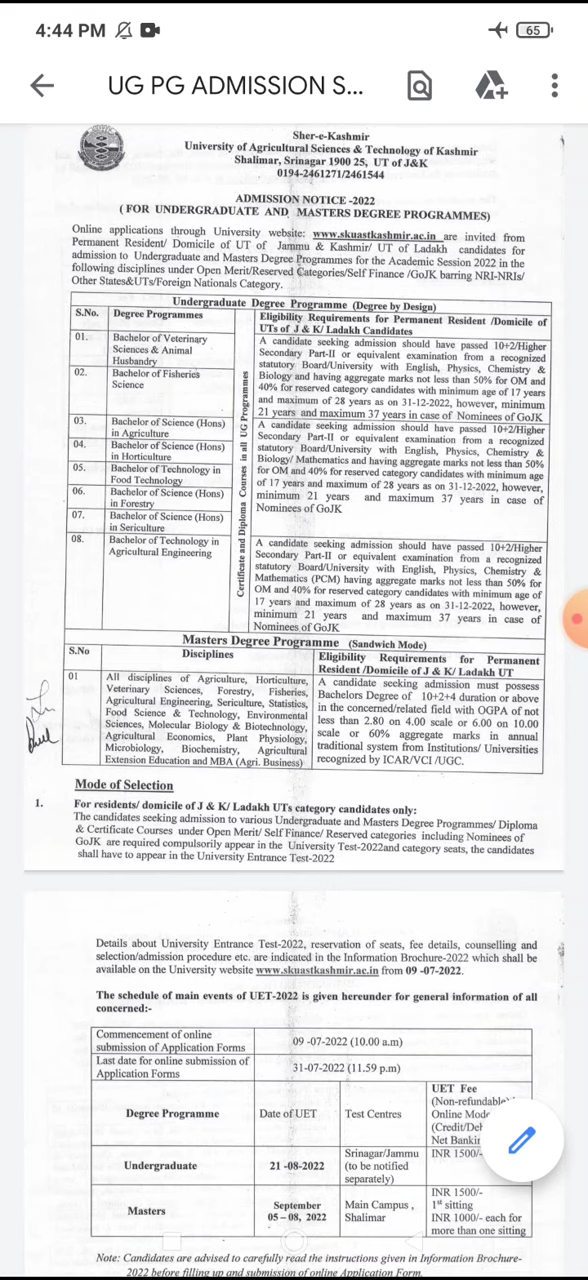 4:44 PM
65
UG PG ADMISSION S...
Sher-e-Kashmir
University of Agricultural Sciences & Technology of Kashmir
Shalimar, Srinagar 1900 25, UT of J&K
0194-2461271/2461544
ADMISSION NOTICE -2022
( FOR UNDERGRADUATE AND MASTERS DEGREE PROGRAMMES)
Online applications through University website: www.skuastkashmir.ac.in are invited from
Permanent Resident/ Domicile of UT of Jammu & Kashmir/ UT of Ladakh candidates for
admission to Undergraduate and Masters Degree Programmes for the Academic Session 2022 in the
following disciplines under Open Merit/Reserved Categories/Self Finance /GoJK barring NRI-NRIs/
Other States&UTs/Foreign Nationals Category.
Undergraduate Degree Programme (Degree by Design)
S.No.
Degree Programmes
Eligibility Requirements for Permanent Resident /Domicile of
UTs of J & K/ Ladakh Candidates
01.
Bachelor of Veterinary
Sciences & Animal
Husbandry
02.
Bachelor of Fisheries
Science
Certificate and Diploma Courses in all UG Programmes
A candidate seeking admission should have passed 10+2/Higher
Secondary Part-II or equivalent examination from a recognized
statutory Board/University with English, Physics, Chemistry &
Biology and having aggregate marks not less than 50% for OM and
40% for reserved category candidates with minimum age of 17 years
and maximum of 28 years as on 31-12-2022, however, minimum
21 years and maximum 37 years in case of Nominees of GoJK
03.
Bachelor of Science (Hons)
in Agriculture
04.
Bachelor of Science (Hons)
in Horticulture
05.
Bachelor of Technology in
Food Technology
06.
Bachelor of Science (Hons)
in Forestry
07.
Bachelor of Science (Hons)
in Sericulture
A candidate seeking admission should have passed 10+2/Higher
Secondary Part-II or equivalent examination from a recognized
statutory Board/University with English, Physics, Chemistry &
Biology/ Mathematics and having aggregate marks not less than 50%
for OM and 40% for reserved category candidates with minimum age
of 17 years and maximum of 28 years as on 31-12-2022, however,
minimum 21 years and maximum 37 years in case of
Nominees of GoJK
08.
Bachelor of Technology in
Agricultural Engineering
A candidate seeking admission should have passed 10+2/Higher
Secondary Part-II or equivalent examination from a recognized
statutory Board/University with English, Physics, Chemistry &
Mathematics (PCM) having aggregate marks not less than 50% for
OM and 40% for reserved category candidates with minimum age of
17 years and maximum of 28 years as on 31-12-2022, however,
minimum 21 years and maximum 37 years in case of
Nominees of GoJK
Masters Degree Programme (Sandwich Mode)
S.No
Disciplines
Eligibility Requirements for Permanent
Resident /Domicile of J & K/ Ladakh UT
01
All disciplines of Agriculture, Horticulture,
Veterinary Sciences, Forestry, Fisheries,
Agricultural Engineering, Sericulture, Statistics,
Food Science & Technology, Environmental
Sciences, Molecular Biology & Biotechnology,
Agricultural Economics, Plant Physiology,
Microbiology, Biochemistry, Agricultural
Extension Education and MBA (Agri. Business)
A candidate seeking admission must possess
Bachelors Degree of 10+2+4 duration or above
in the concerned/related field with OGPA of not
less than 2.80 on 4.00 scale or 6.00 on 10.00
scale or 60% aggregate marks in annual
traditional system from Institutions/ Universities
recognized by ICAR/VCI /UGC.
Mode of Selection
1. For residents/ domicile of J & K/ Ladakh UTs category candidates only:
The candidates seeking admission to various Undergraduate and Masters Degree Programmes/ Diploma
& Certificate Courses under Open Merit/ Self Finance/ Reserved categories including Nominees of
GoJK are required compulsorily appear in the University Test-2022and category seats, the candidates
shall have to appear in the University Entrance Test-2022
Details about University Entrance Test-2022, reservation of seats, fee details, counselling and
selection/admission procedure etc. are indicated in the Information Brochure-2022 which shall be
available on the University website www.skuastkashmir.ac.in from 09 -07-2022.
The schedule of main events of UET-2022 is given hereunder for general information of all
concerned:-
Commencement of online
submission of Application Forms
09 -07-2022 (10.00 a.m)
Last date for online submission of
Application Forms
31-07-2022 (11.59 p.m)
Degree Programme
Date of UET
Test Centres
UET Fee
(Non-refundable
Online Mode
(Credit/Deb
Net Bankin
Undergraduate
21 -08-2022
Srinagar/Jammu
(to be notified
separately)
INR 1500/-
Masters
September
05 – 08, 2022
Main Campus ,
Shalimar
INR 1500/-
1st sitting
INR 1000/- each for
more than one sitting
Note: Candidates are advised to carefully read the instructions given in Information Brochure-
2022 before filling up and submission of online Application Form.